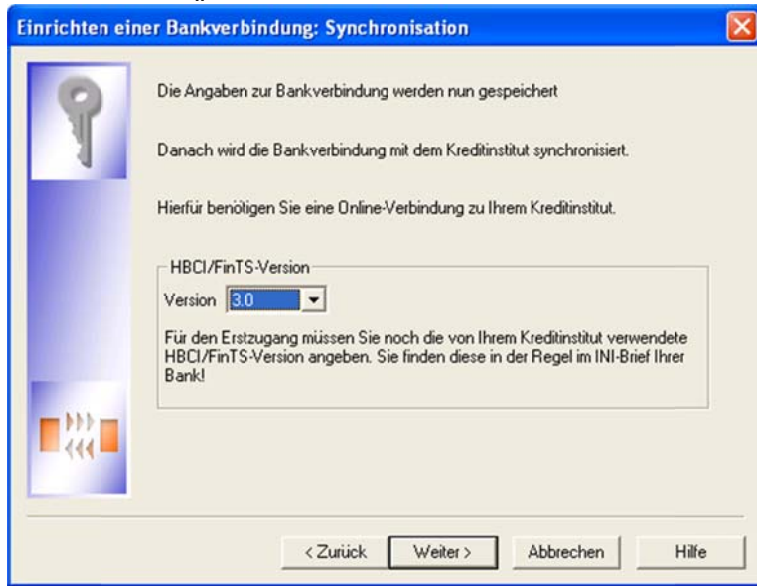 Einrichten einer Bankverbindung: Synchronisation
Die Angaben zur Bankverbindung werden nun gespeichert
Danach wird die Bankverbindung mit dem Kreditinstitut synchronisiert.
Hierfür benötigen Sie eine Online-Verbindung zu Ihrem Kreditinstitut.
HBCI/FinTS-Version
Version 3.0
Für den Erstzugang müssen Sie noch die von Ihrem Kreditinstitut verwendete
HBCI/FinTS-Version angeben. Sie finden diese in der Regel im INI-Brief Ihrer
Bank!
< Zurück Weiter > Abbrechen Hilfe